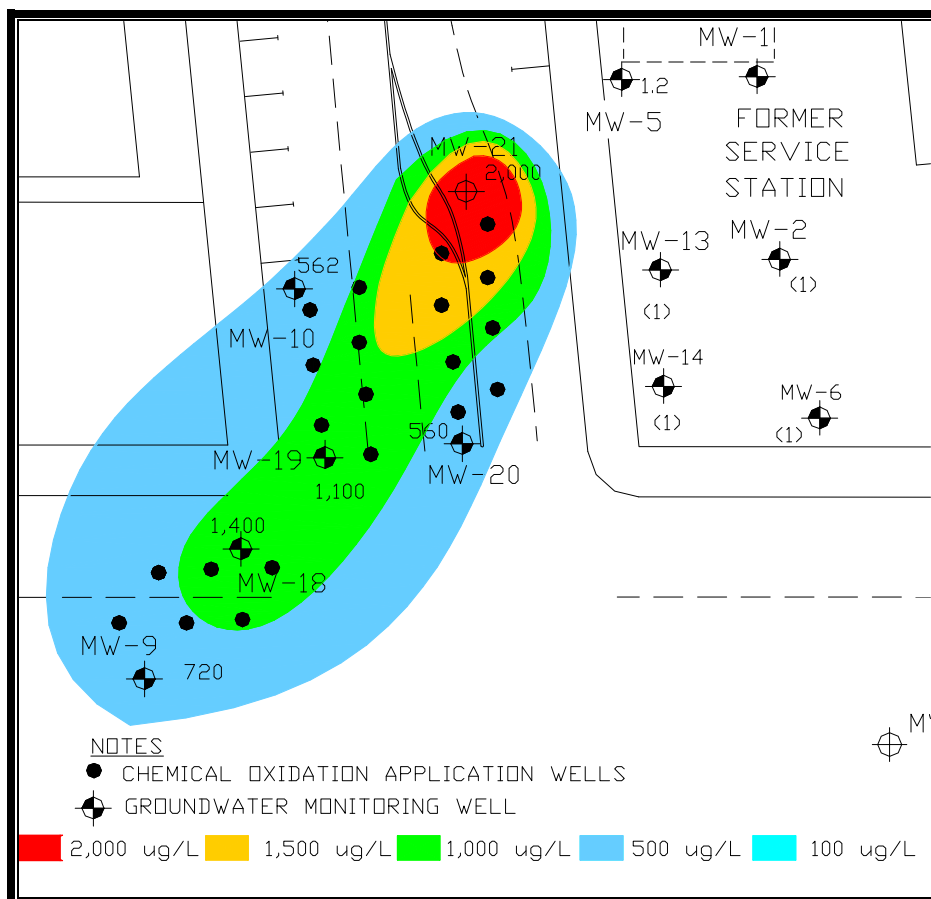 MW-1
1.2
MW-5
FORMER
SERVICE
STATION
MW-21
2,000
MW-13
MW-2
(1)
(1)
562
MW-10
MW-14
(1)
MW-6
(1)
560
MW-20
MW-19
1,100
1,400
MW-18
MW-9
720
NOTES
CHEMICAL OXIDATION APPLICATION WELLS
GROUNDWATER MONITORING WELL
2,000 ug/L 1,500 ug/L 1,000 ug/L 500 ug/L 100 ug/L